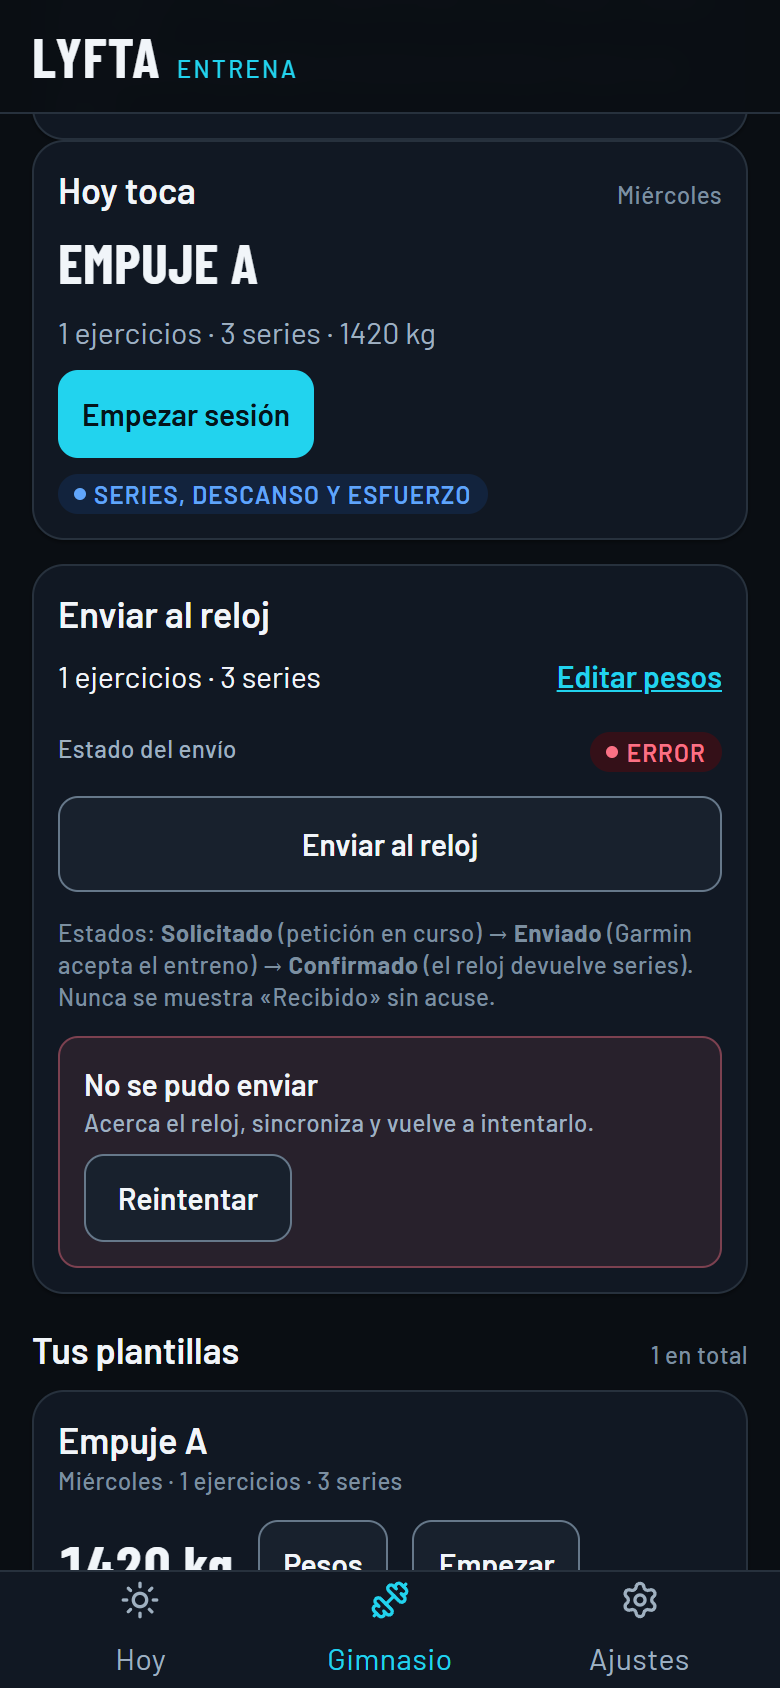 LYFTA ENTRENA
Hoy toca Miércoles
EMPUJE A
1 ejercicios · 3 series · 1420 kg
Empezar sesión
SERIES, DESCANSO Y ESFUERZO
Enviar al reloj
1 ejercicios · 3 series Editar pesos
Estado del envío ERROR
Enviar al reloj
Estados: Solicitado (petición en curso) → Enviado (Garmin
acepta el entreno) → Confirmado (el reloj devuelve series).
Nunca se muestra «Recibido» sin acuse.
No se pudo enviar
Acerca el reloj, sincroniza y vuelve a intentarlo.
Reintentar
Tus plantillas 1 en total
Empuje A
Miércoles · 1 ejercicios · 3 series
1420 kg Pesos Empezar
Hoy Gimnasio Ajustes